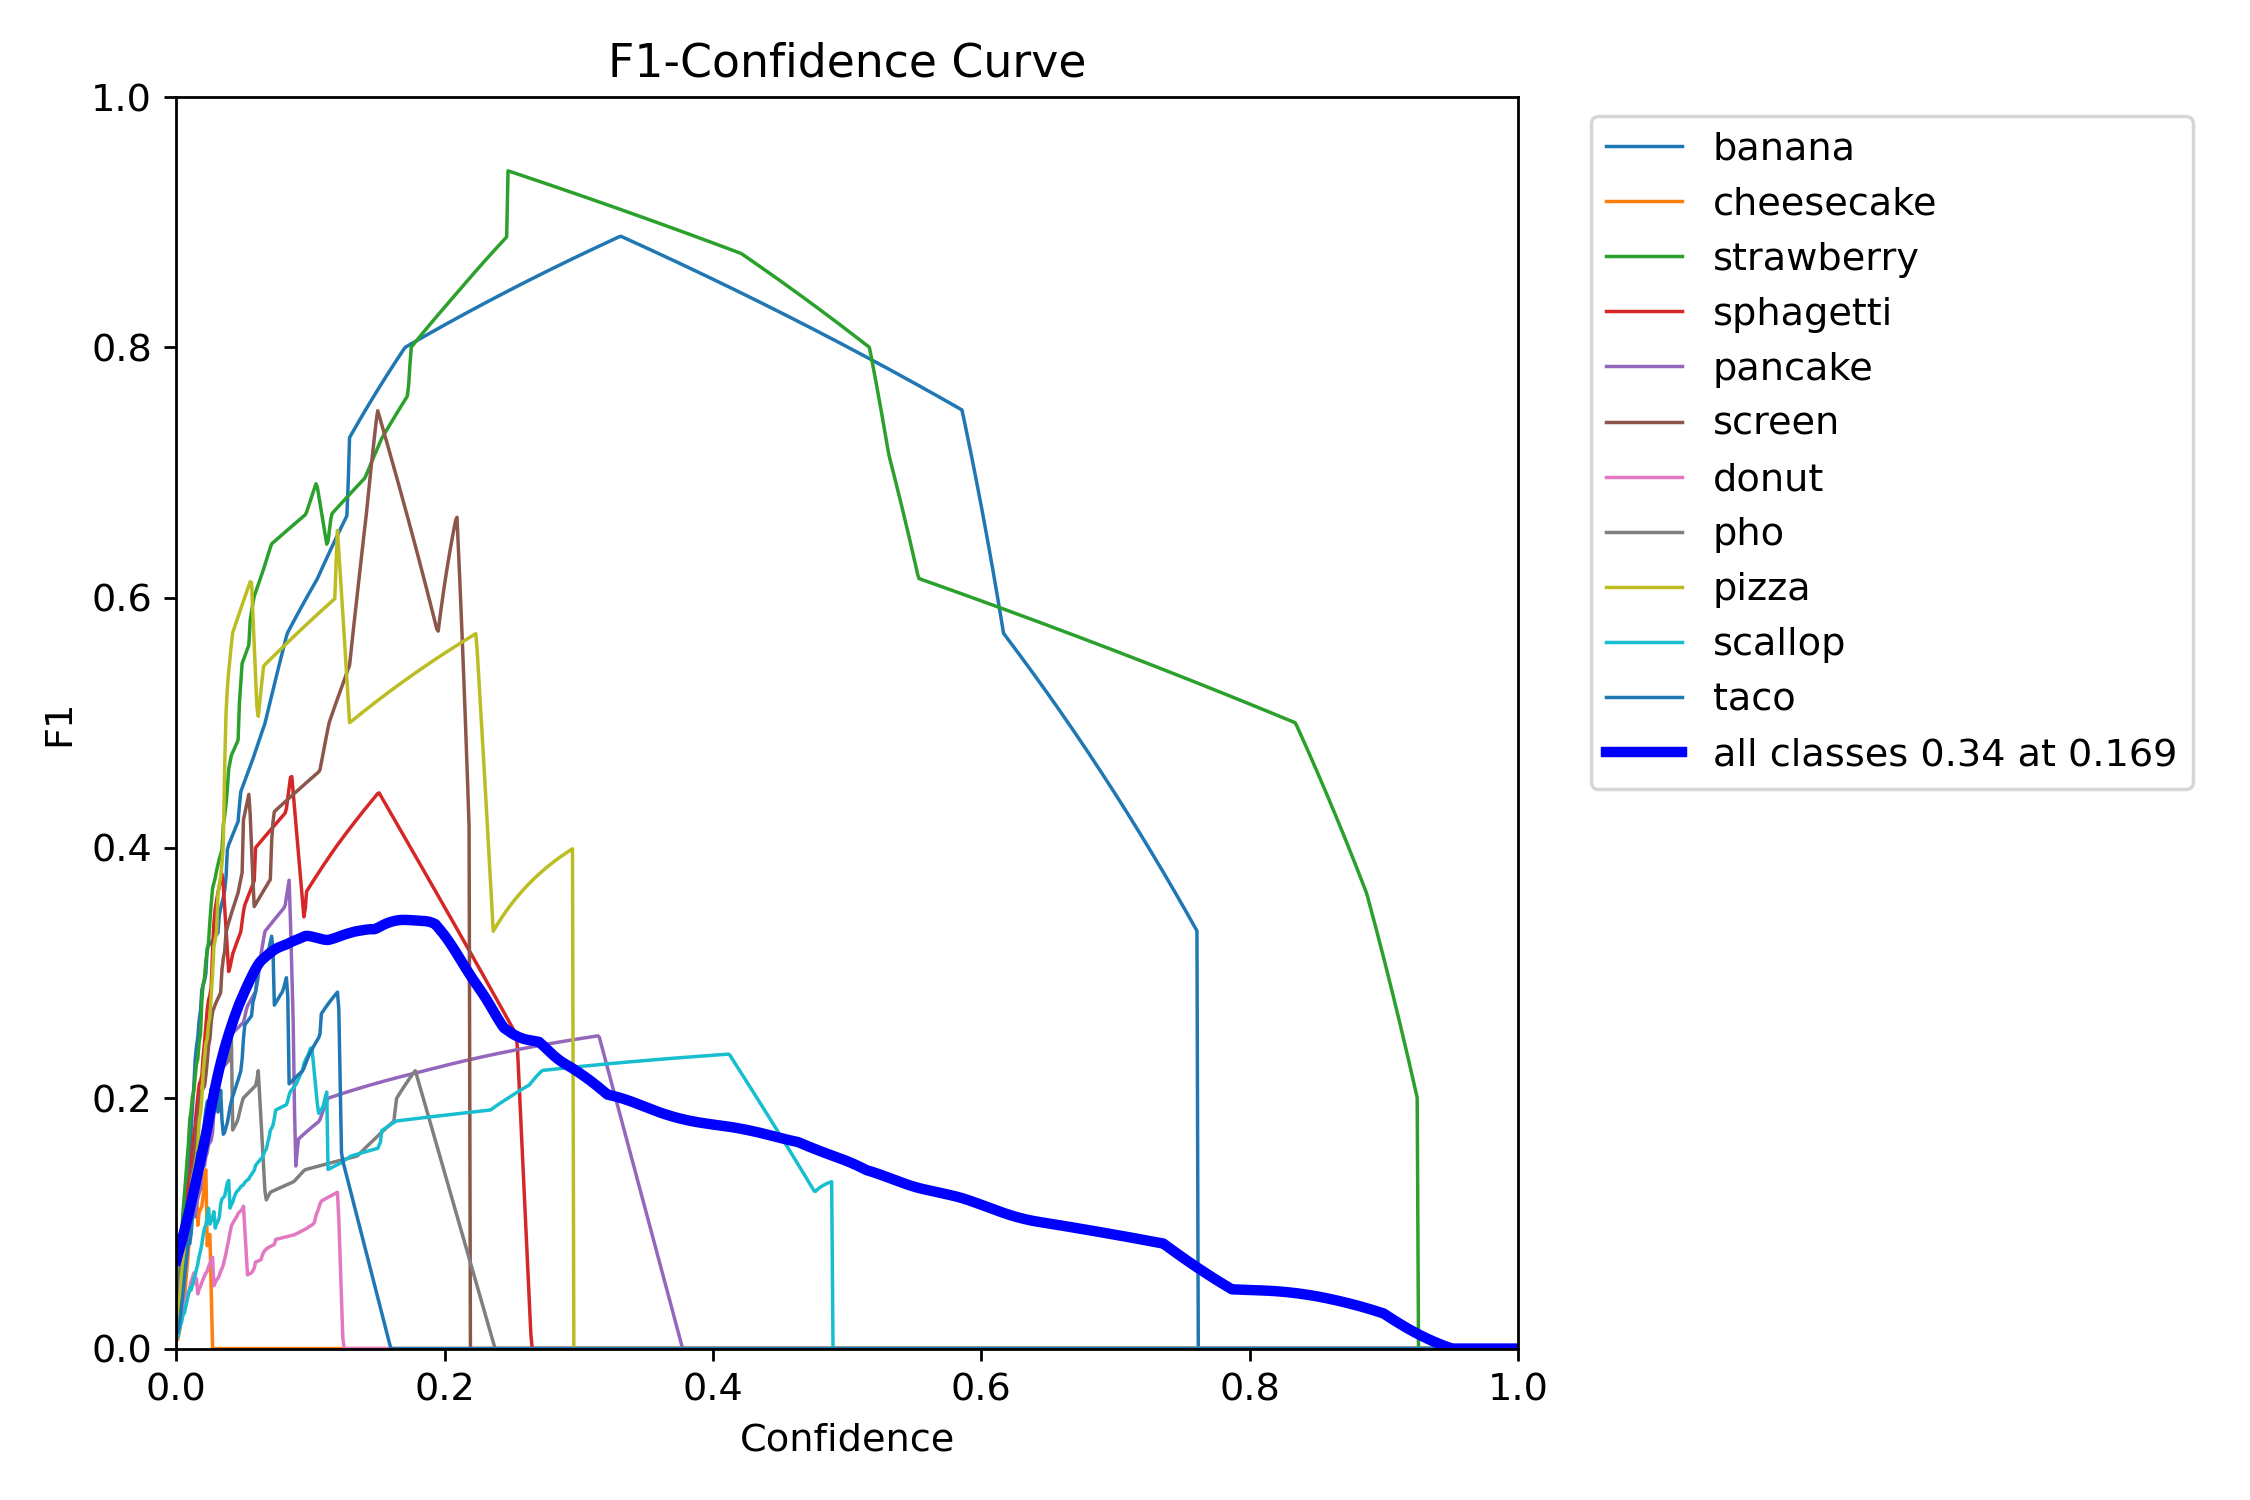 F1-Confidence Curve
1.0
0.8
0.6
0.4
0.2
0.0
F1
0.0 0.2 0.4 0.6 0.8 1.0
Confidence
banana
cheesecake
strawberry
sphagetti
pancake
screen
donut
pho
pizza
scallop
taco
all classes 0.34 at 0.169